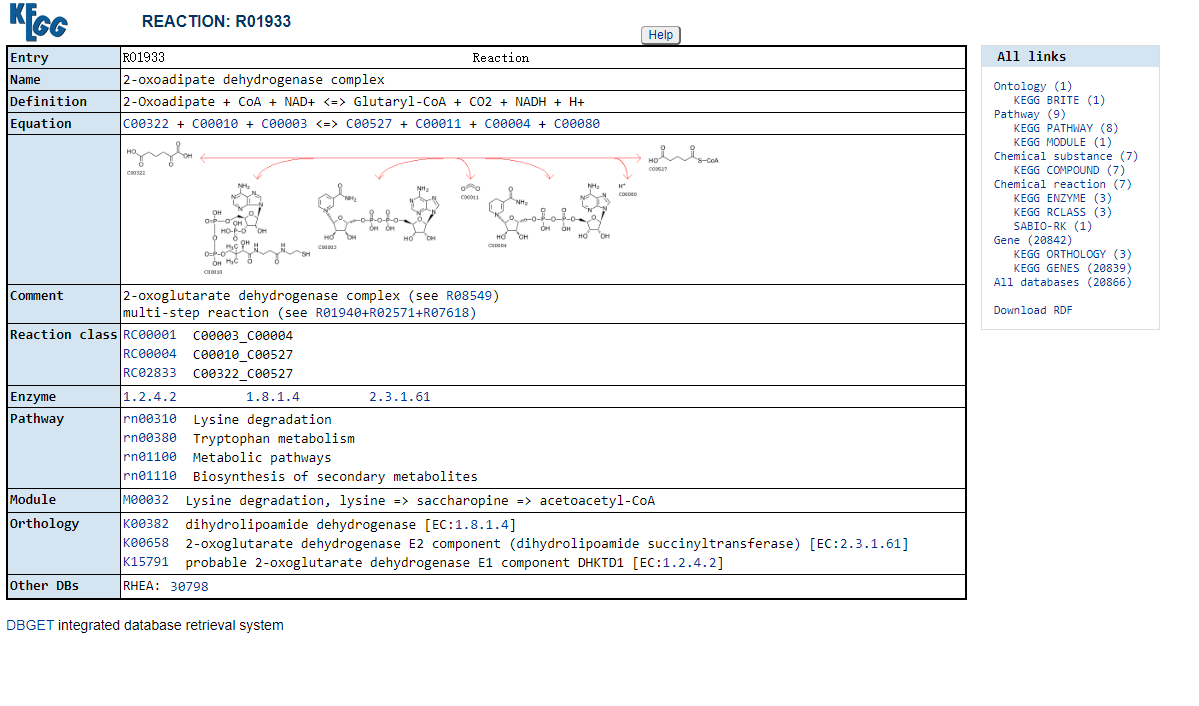 KEGG
REACTION: R01933
Help
Entry R01933 Reaction
Name 2-oxoadipate dehydrogenase complex
Definition 2-Oxoadipate + CoA + NAD+ <=> Glutaryl-CoA + CO2 + NADH + H+
Equation C00322 + C00010 + C00003 <=> C00527 + C00011 + C00004 + C00080
HO O O O OH
C00322
HO O O S-CoA
C00527
C00010
C00003
C00011
C00004
H+
C00080
Comment 2-oxoglutarate dehydrogenase complex (see R08549)
multi-step reaction (see R01940+R02571+R07618)
Reaction class RC00001 C00003_C00004
RC00004 C00010_C00527
RC02833 C00322_C00527
Enzyme 1.2.4.2 1.8.1.4 2.3.1.61
Pathway rn00310 Lysine degradation
rn00380 Tryptophan metabolism
rn01100 Metabolic pathways
rn01110 Biosynthesis of secondary metabolites
Module M00032 Lysine degradation, lysine => saccharopine => acetoacetyl-CoA
Orthology K00382 dihydrolipoamide dehydrogenase [EC:1.8.1.4]
K00658 2-oxoglutarate dehydrogenase E2 component (dihydrolipoamide succinyltransferase) [EC:2.3.1.61]
K15791 probable 2-oxoglutarate dehydrogenase E1 component DHKTD1 [EC:1.2.4.2]
Other DBs RHEA: 30798
DBGET integrated database retrieval system
All links
Ontology (1)
KEGG BRITE (1)
Pathway (9)
KEGG PATHWAY (8)
KEGG MODULE (1)
Chemical substance (7)
KEGG COMPOUND (7)
Chemical reaction (7)
KEGG ENZYME (3)
KEGG RCLASS (3)
SABIO-RK (1)
Gene (20842)
KEGG ORTHOLOGY (3)
KEGG GENES (20839)
All databases (20866)
Download RDF